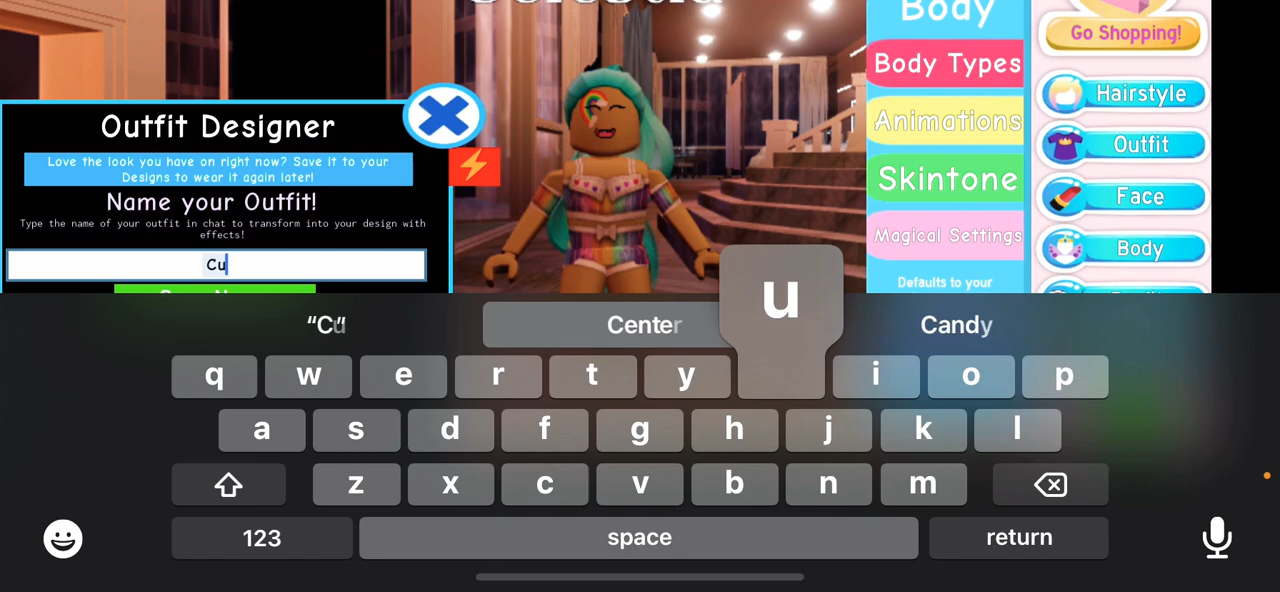 Body
Go Shopping!
Body Types
Hairstyle
Outfit Designer
Animations
Outfit
Love the look you have on right now? Save it to your
Designs to wear it again later!
Skintone
Name your Outfit!
Face
Type the name of your outfit in chat to transform into your design with
effects!
Magical Settings
Body
Cu
Defaults to your
u
“Cu”
Center
Candy
q w e r t y i o p
a s d f g h j k l
z x c v b n m
123
space
return